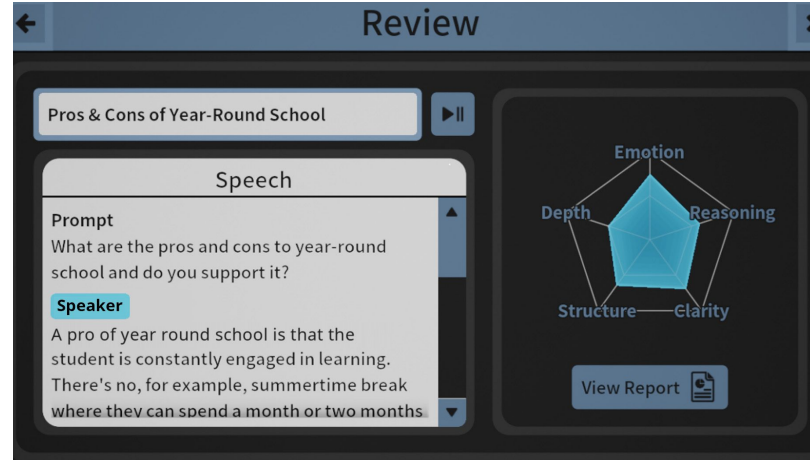 Review
Pros & Cons of Year-Round School
Speech
Prompt
What are the pros and cons to year-round
school and do you support it?
Speaker
A pro of year round school is that the
student is constantly engaged in learning.
There's no, for example, summertime break
where they can spend a month or two months
Emotion
Depth
Reasoning
Structure
Clarity
View Report